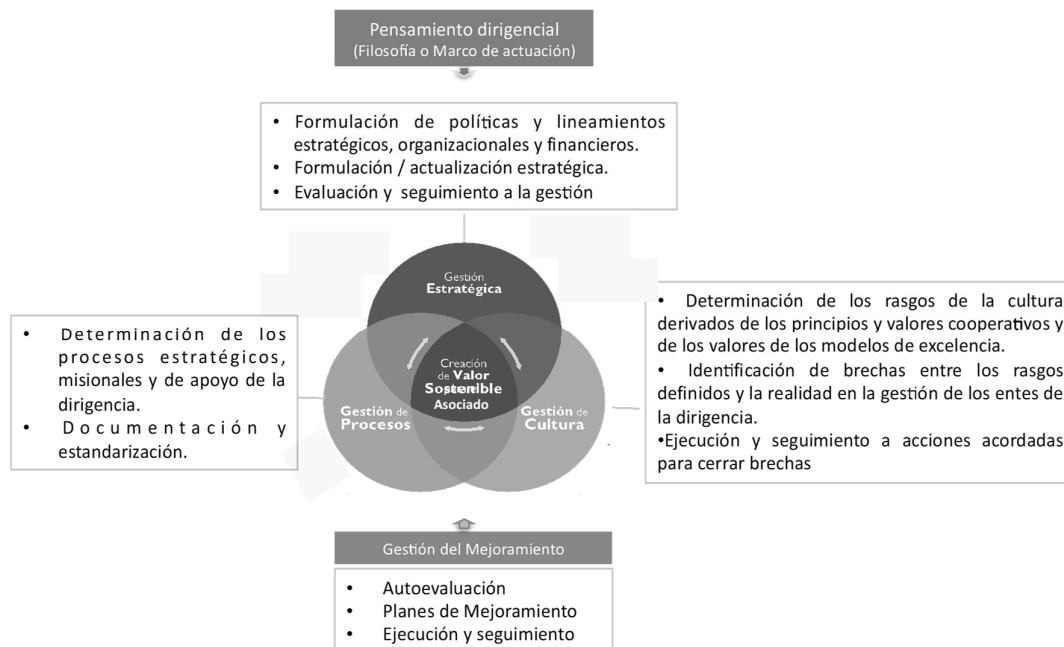 Pensamiento dirigencial
(Filosofía o Marco de actuación)
• Formulación de políticas y lineamientos
estratégicos, organizacionales y financieros.
• Formulación / actualización estratégica.
• Evaluación y seguimiento a la gestión
Gestión
Estratégica
• Determinación de los
procesos estratégicos,
misionales y de apoyo de la
dirigencia.
• Documentación y
estandarización.
Creación
de Valor
Sostenible
Asociado
Gestión de
Procesos
Gestión de
Cultura
• Determinación de los rasgos de la cultura
derivados de los principios y valores cooperativos y
de los valores de los modelos de excelencia.
• Identificación de brechas entre los rasgos
definidos y la realidad en la gestión de los entes de
la dirigencia.
•Ejecución y seguimiento a acciones acordadas
para cerrar brechas
Gestión del Mejoramiento
• Autoevaluación
• Planes de Mejoramiento
• Ejecución y seguimiento